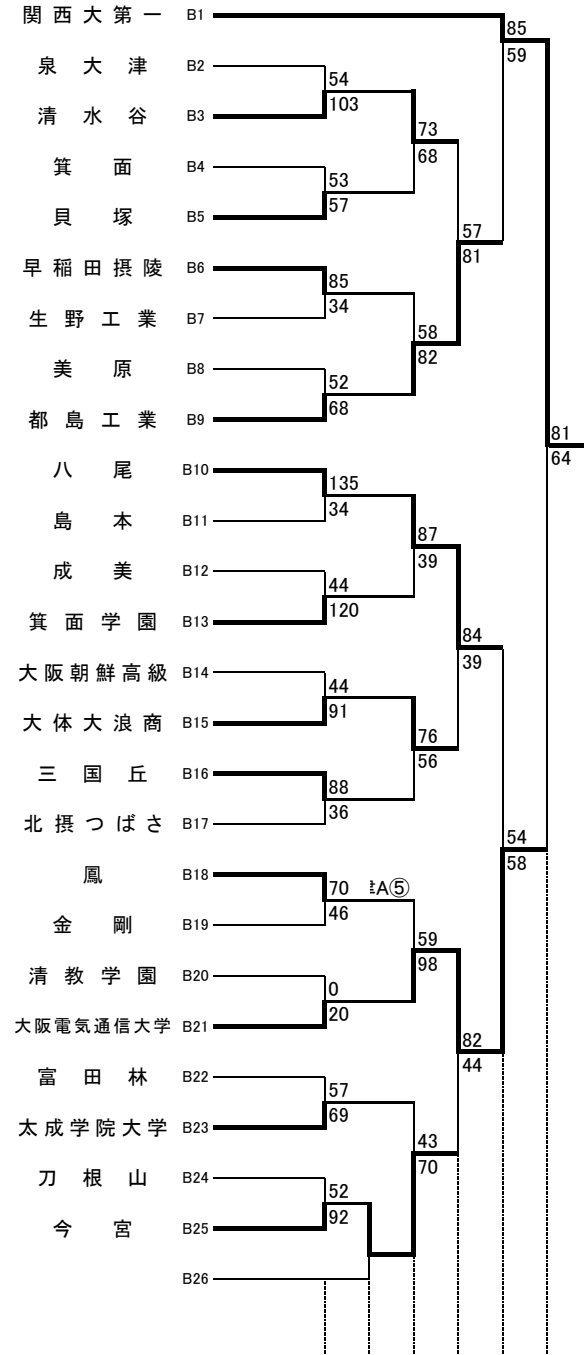 関西大第一 B1
85
59
泉大津 B2
54
103
清水谷 B3
73
68
箕面 B4
53
57
貝塚 B5
57
81
早稲田摂陵 B6
85
34
生野工業 B7
58
82
美原 B8
52
68
都島工業 B9
81
64
八尾 B10
135
34
島本 B11
87
39
成美 B12
44
120
箕面学園 B13
84
39
大阪朝鮮高級 B14
44
91
大体大浪商 B15
76
56
三国丘 B16
88
36
北摂つばさ B17
54
58
鳳 B18
70 A⑤
46
金剛 B19
59
98
清教学園 B20
0
20
大阪電気通信大学 B21
82
44
富田林 B22
57
69
太成学院大学 B23
43
70
刀根山 B24
52
92
今宮 B25
B26